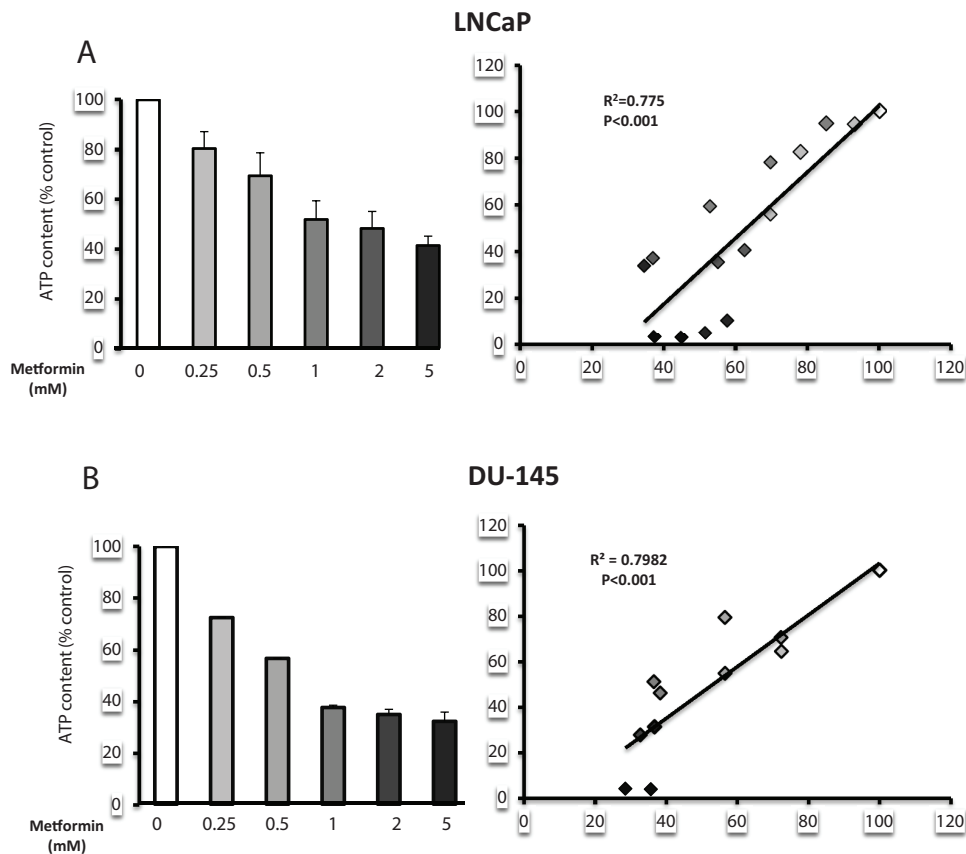 LNCaP
A
ATP content (% control)
100
80
60
40
20
0
Metformin
(mM)
0 0.25 0.5 1 2 5
120
100
80
60
40
20
0
R²=0.775
P<0.001
0 20 40 60 80 100 120
B
DU-145
ATP content (% control)
100
80
60
40
20
0
Metformin
(mM)
0 0.25 0.5 1 2 5
120
100
80
60
40
20
0
R² = 0.7982
P<0.001
0 20 40 60 80 100 120